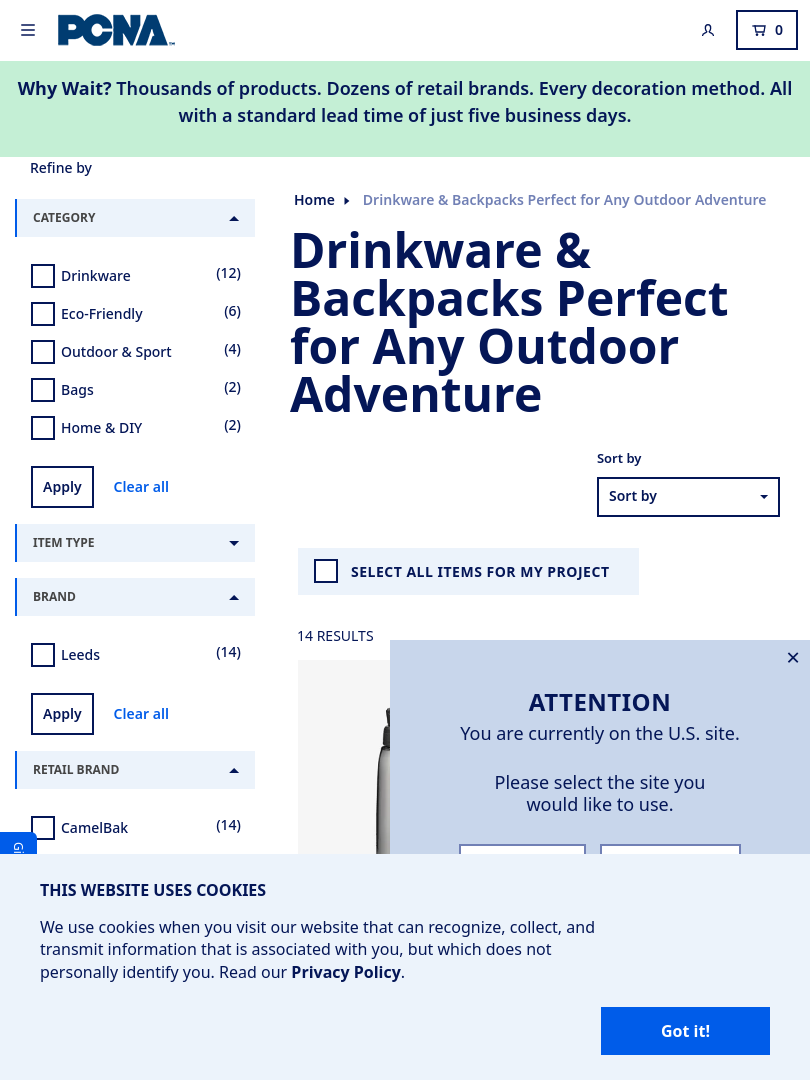 PCNA
0
Why Wait? Thousands of products. Dozens of retail brands. Every decoration method. All
with a standard lead time of just five business days.
Refine by
CATEGORY
Drinkware (12)
Eco-Friendly (6)
Outdoor & Sport (4)
Bags (2)
Home & DIY (2)
Apply Clear all
ITEM TYPE
BRAND
Leeds (14)
Apply Clear all
RETAIL BRAND
CamelBak (14)
Home Drinkware & Backpacks Perfect for Any Outdoor Adventure
Drinkware &
Backpacks Perfect
for Any Outdoor
Adventure
Sort by
Sort by
SELECT ALL ITEMS FOR MY PROJECT
14 RESULTS
ATTENTION
You are currently on the U.S. site.
Please select the site you
would like to use.
THIS WEBSITE USES COOKIES
We use cookies when you visit our website that can recognize, collect, and
transmit information that is associated with you, but which does not
personally identify you. Read our Privacy Policy.
Got it!